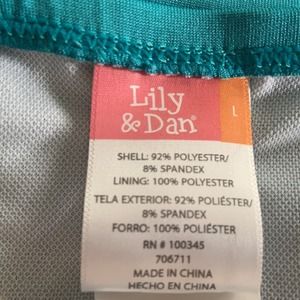 Lily
& Dan®
L
SHELL: 92% POLYESTER/
8% SPANDEX
LINING: 100% POLYESTER
TELA EXTERIOR: 92% POLIÉSTER/
8% SPANDEX
FORRO: 100% POLIÉSTER
RN # 100345
706711
MADE IN CHINA
HECHO EN CHINA